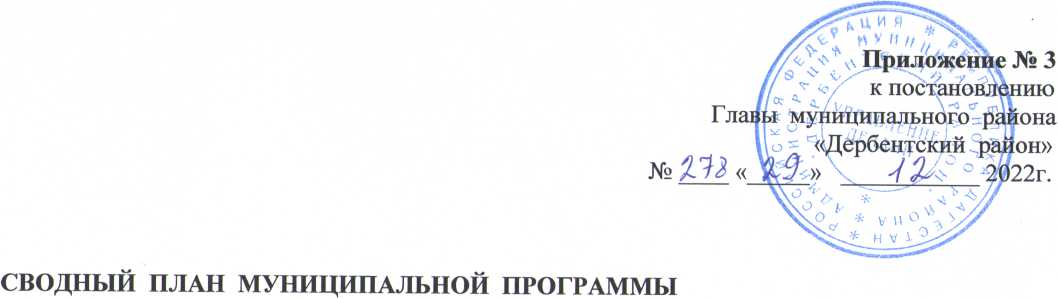 Приложение № 3
к постановлению
Главы муниципального района
«Дербентский район»
№ 278 « 29 » 12 2022г.
СВОДНЫЙ ПЛАН МУНИЦИПАЛЬНОЙ ПРОГРАММЫ